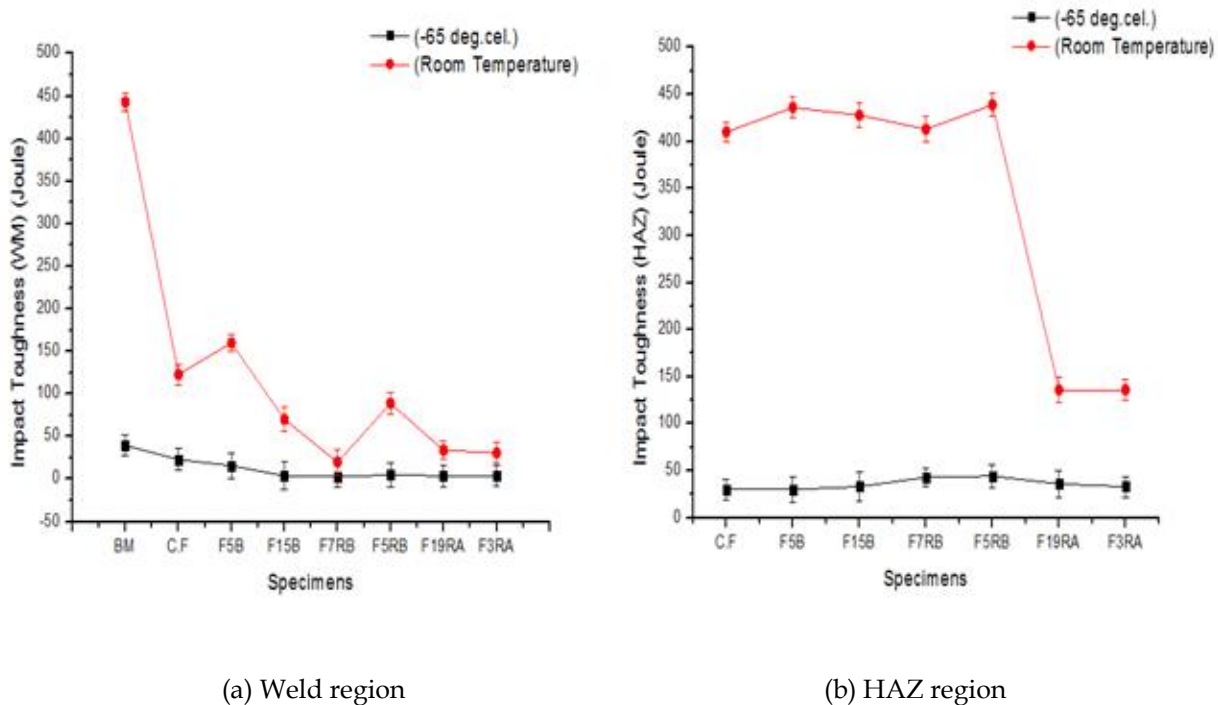 (-65 deg.cel.)
(Room Temperature)
Impact Toughness (WM) (Joule)
500
450
400
350
300
250
200
150
100
50
0
-50
BM C.F F5B F15B F7RB F5RB F19RA F3RA
Specimens
(a) Weld region
(-65 deg.cel.)
(Room Temperature)
Impact Toughness (HAZ) (Joule)
500
450
400
350
300
250
200
150
100
50
0
C.F F5B F15B F7RB F5RB F19RA F3RA
Specimens
(b) HAZ region